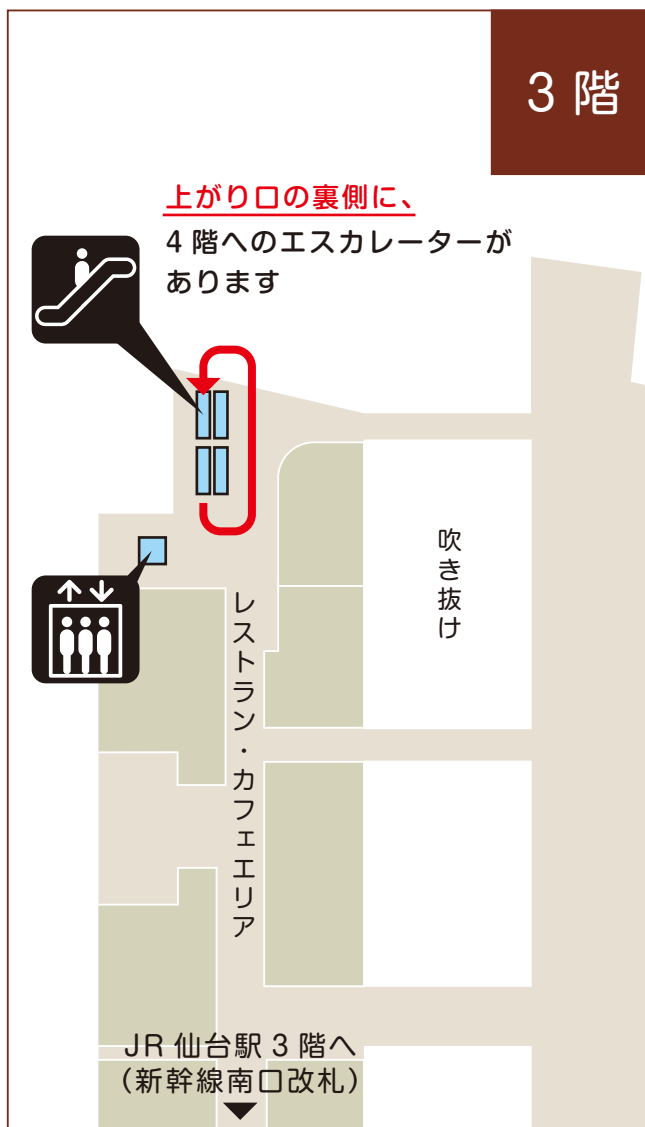 3階
上がり口の裏側に、
4階へのエスカレーターが
あります
吹き抜け
レストラン・カフェエリア
JR仙台駅3階へ
(新幹線南口改札)